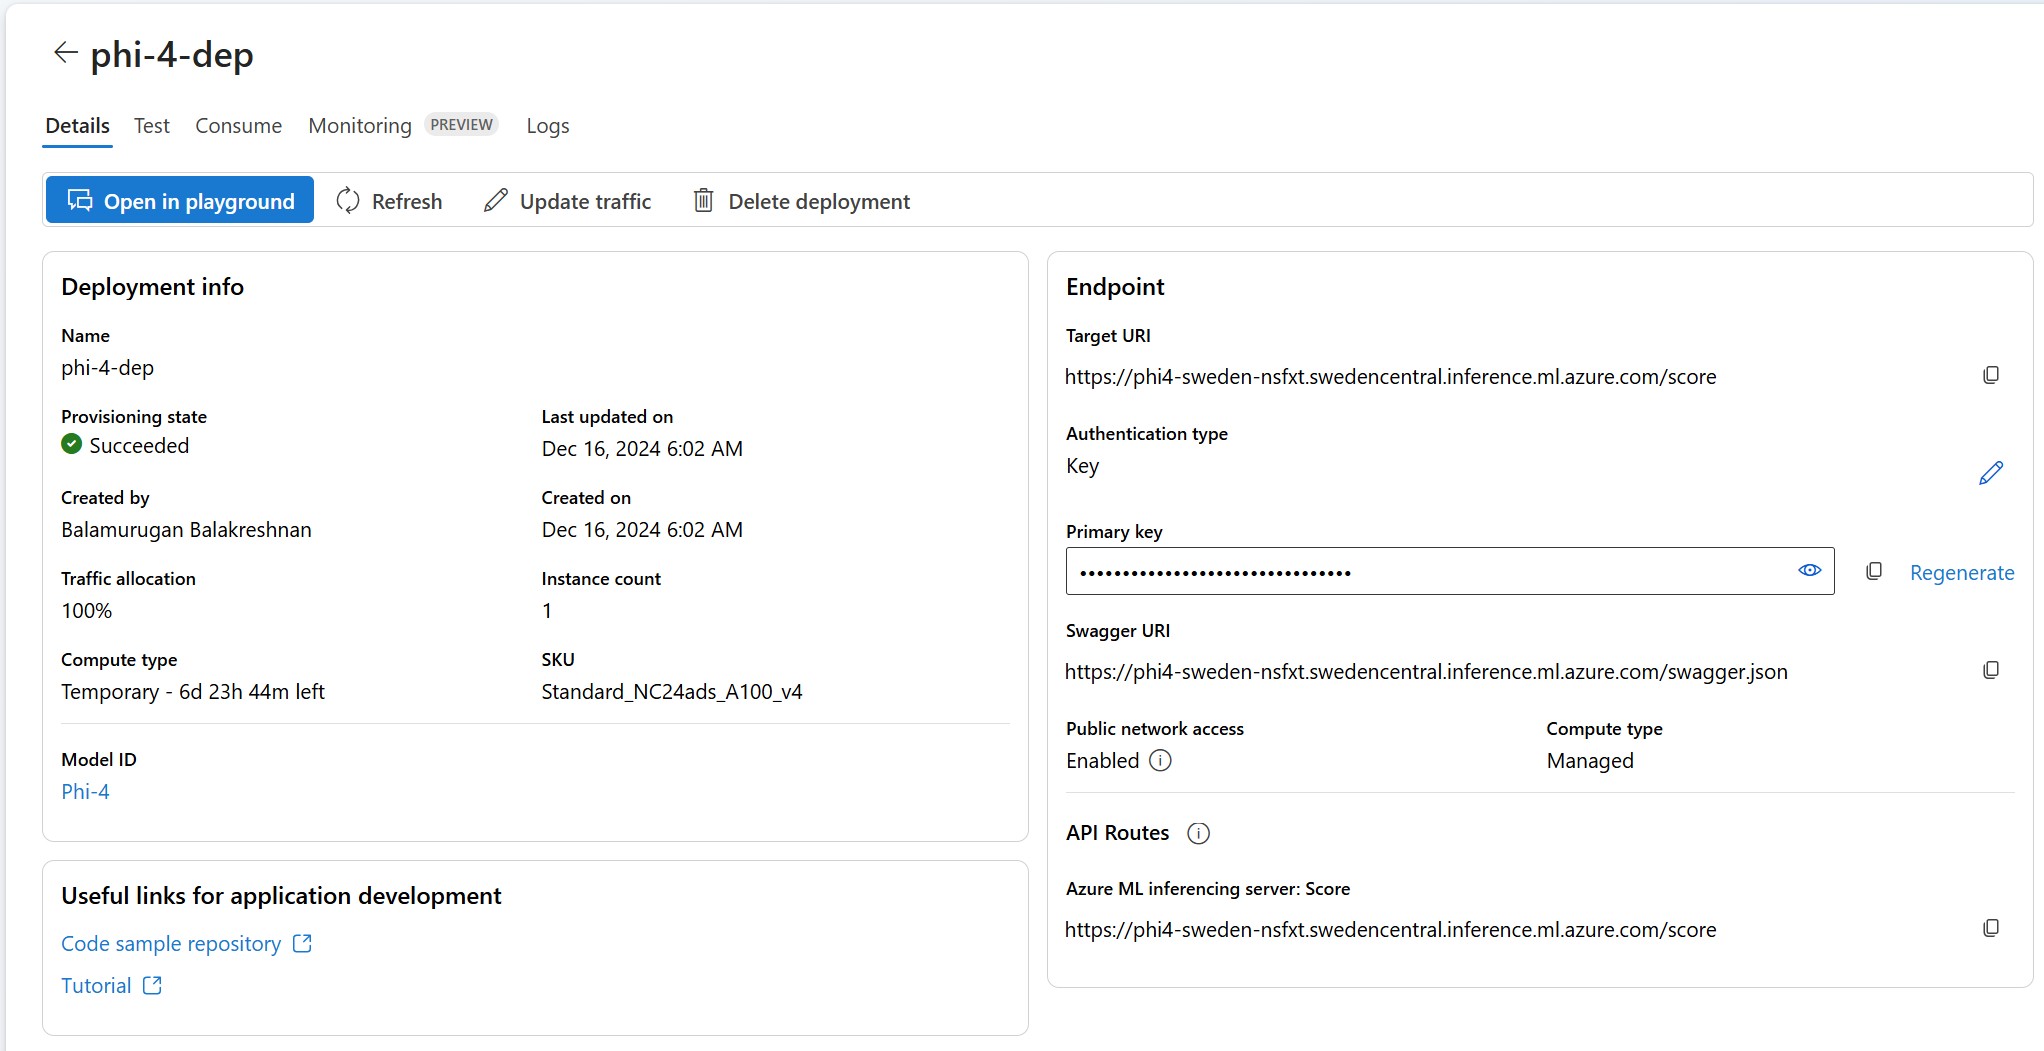 phi-4-dep
Details Test Consume Monitoring PREVIEW Logs
Open in playground Refresh Update traffic Delete deployment
Deployment info
Name
phi-4-dep
Provisioning state Last updated on
Succeeded Dec 16, 2024 6:02 AM
Created by Created on
Balamurugan Balakreshnan Dec 16, 2024 6:02 AM
Traffic allocation Instance count
100% 1
Compute type SKU
Temporary - 6d 23h 44m left Standard_NC24ads_A100_v4
Model ID
Phi-4
Useful links for application development
Code sample repository
Tutorial
Endpoint
Target URI
https://phi4-sweden-nsfxt.swedencentral.inference.ml.azure.com/score
Authentication type
Key
Primary key
••••••••••••••••••••••••••••••••
Regenerate
Swagger URI
https://phi4-sweden-nsfxt.swedencentral.inference.ml.azure.com/swagger.json
Public network access Compute type
Enabled Managed
API Routes
Azure ML inferencing server: Score
https://phi4-sweden-nsfxt.swedencentral.inference.ml.azure.com/score